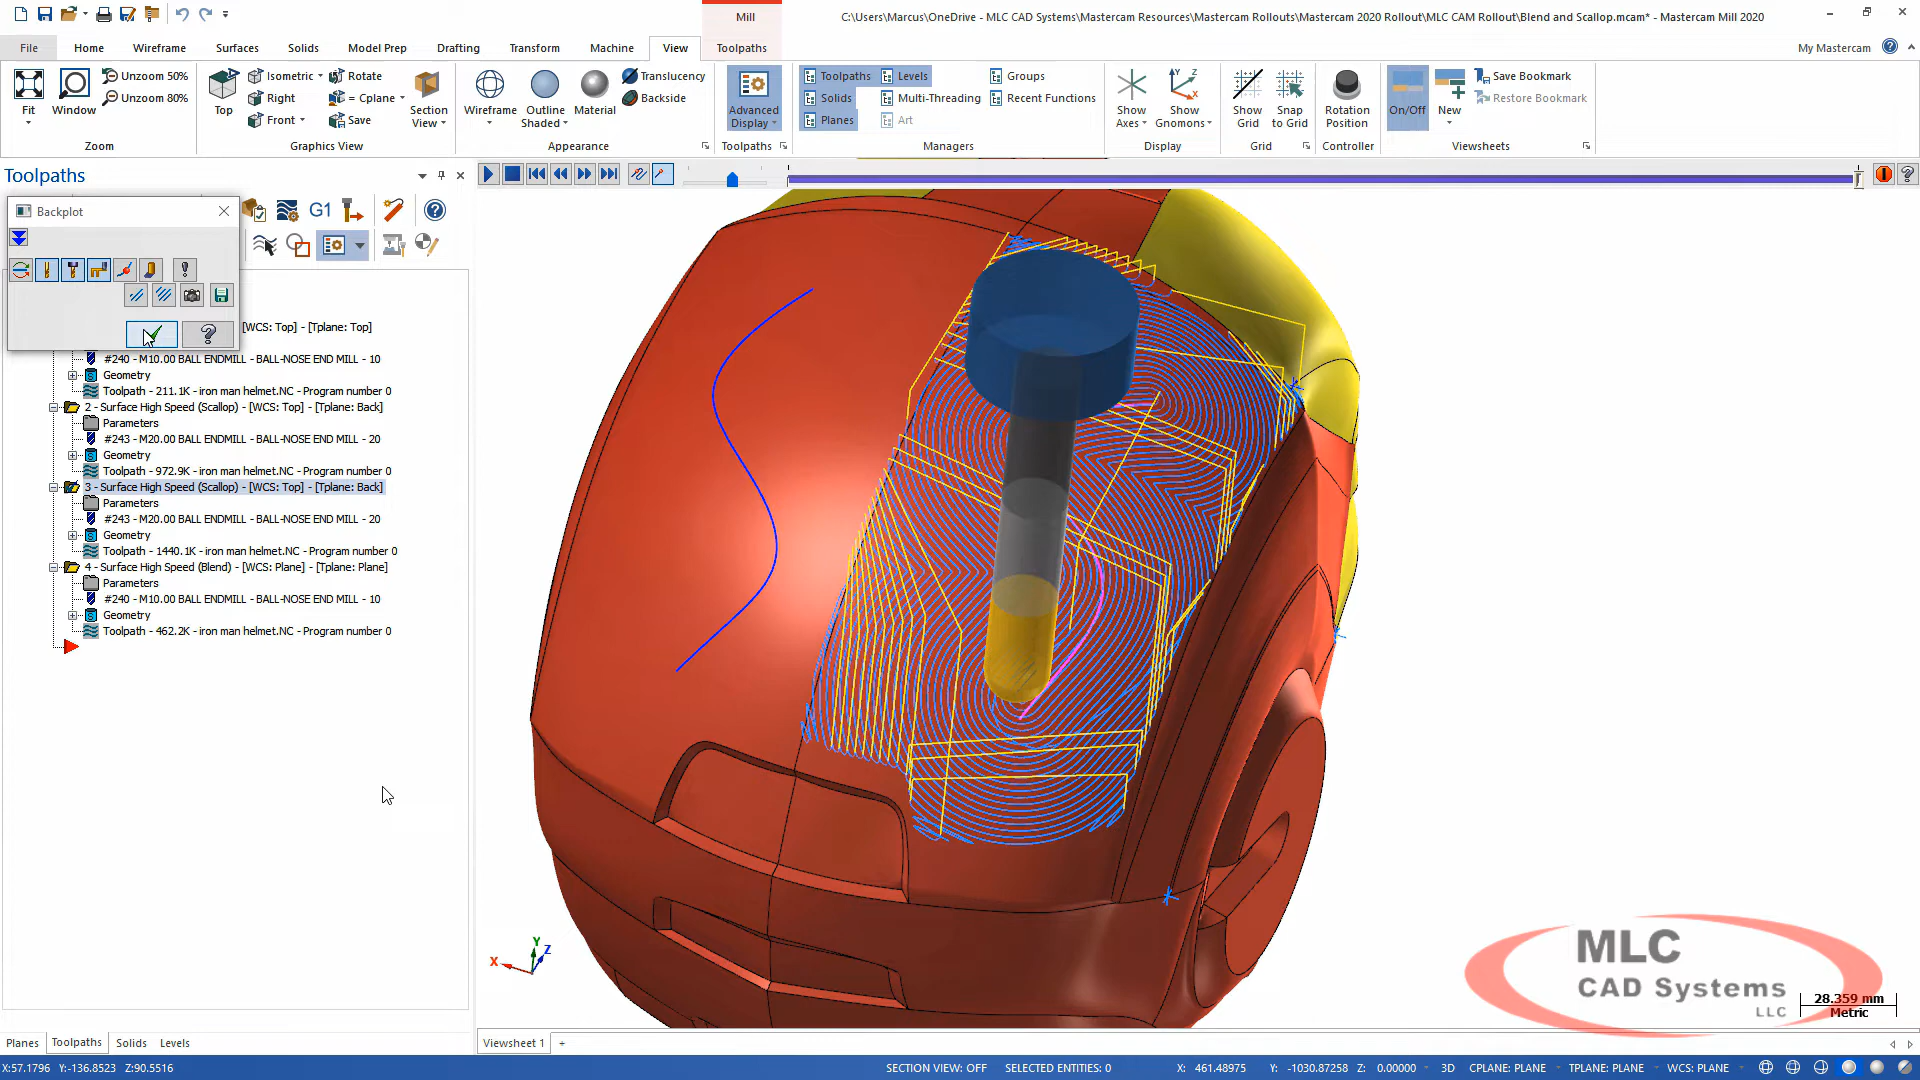 Mill
C:\Users\Marcus\OneDrive - MLC CAD Systems\Mastercam Resources\Mastercam Rollouts\Mastercam 2020 Rollout\MLC CAM Rollout\Blend and Scallop.mcam* - Mastercam Mill 2020
File Home Wireframe Surfaces Solids Model Prep Drafting Transform Machine View Toolpaths My Mastercam
Unzoom 50% Isometric Rotate Translucency Toolpaths Levels Groups Save Bookmark
Unzoom 80% Right = Cplane Backside Solids Multi-Threading Recent Functions Restore Bookmark
Fit Window Top Front Save Section View Wireframe Outline Shaded Material Advanced Display Planes Art Show Axes Show Gnomons Show Grid Snap to Grid Rotation Position On/Off New
Zoom Graphics View Appearance Toolpaths Managers Display Grid Controller Viewsheets
Toolpaths
Backplot
G1
[WCS: Top] - [Tplane: Top]
#240 - M10.00 BALL ENDMILL - BALL-NOSE END MILL - 10
Geometry
Toolpath - 211.1K - iron man helmet.NC - Program number 0
2 - Surface High Speed (Scallop) - [WCS: Top] - [Tplane: Back]
Parameters
#243 - M20.00 BALL ENDMILL - BALL-NOSE END MILL - 20
Geometry
Toolpath - 972.9K - iron man helmet.NC - Program number 0
3 - Surface High Speed (Scallop) - [WCS: Top] - [Tplane: Back]
Parameters
#243 - M20.00 BALL ENDMILL - BALL-NOSE END MILL - 20
Geometry
Toolpath - 1440.1K - iron man helmet.NC - Program number 0
4 - Surface High Speed (Blend) - [WCS: Plane] - [Tplane: Plane]
Parameters
#240 - M10.00 BALL ENDMILL - BALL-NOSE END MILL - 10
Geometry
Toolpath - 462.2K - iron man helmet.NC - Program number 0
Y
Z
X
MLC
CAD Systems
LLC
28.359 mm
Metric
Planes Toolpaths Solids Levels
Viewsheet 1 +
X:57.1796 Y:-136.8523 Z:90.5516 SECTION VIEW: OFF SELECTED ENTITIES: 0 X: 461.48975 Y: -1030.87258 Z: 0.00000 3D CPLANE: PLANE TPLANE: PLANE WCS: PLANE